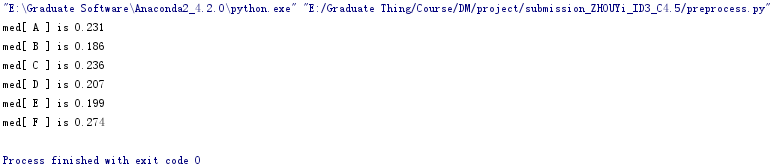 "E:\Graduate Software\Anaconda2_4.2.0\python.exe" "E:/Graduate Thing/Course/DM/project/submission_ZHOUYi_ID3_C4.5/preprocess.py"
med[ A ] is 0.231
med[ B ] is 0.186
med[ C ] is 0.236
med[ D ] is 0.207
med[ E ] is 0.199
med[ F ] is 0.274
Process finished with exit code 0